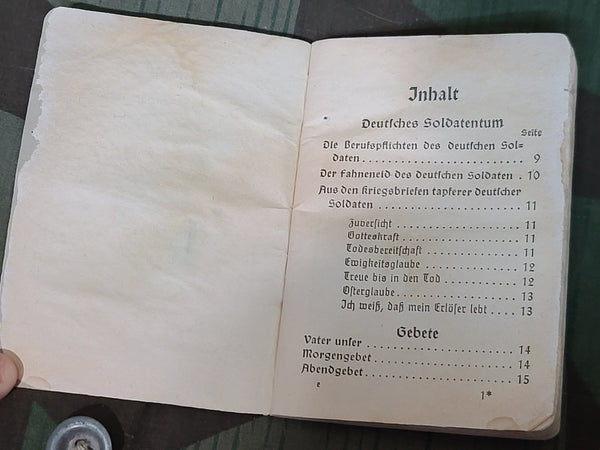 Inhalt
Deutsches Soldatentum
Seite
Die Berufspflichten des deutschen Sol=
daten . . . . . . . . . . . . . . . . . . . . . . 9
Der Fahneneid des deutschen Soldaten . 10
Aus den Kriegsbriefen tapferer deutscher
Soldaten . . . . . . . . . . . . . . . . . . . 11
Zuversicht . . . . . . . . . . . . . . . . . 11
Gotteskraft . . . . . . . . . . . . . . . . 11
Todesbereitschaft . . . . . . . . . . . . 11
Ewigkeitsglaube . . . . . . . . . . . . . 12
Treue bis in den Tod . . . . . . . . . . 12
Osterglaube . . . . . . . . . . . . . . . . 13
Ich weiß, daß mein Erlöser lebt . . . . 13
Gebete
Vater unser . . . . . . . . . . . . . . . . . 14
Morgengebet . . . . . . . . . . . . . . . . 14
Abendgebet . . . . . . . . . . . . . . . . . 15
e 1*